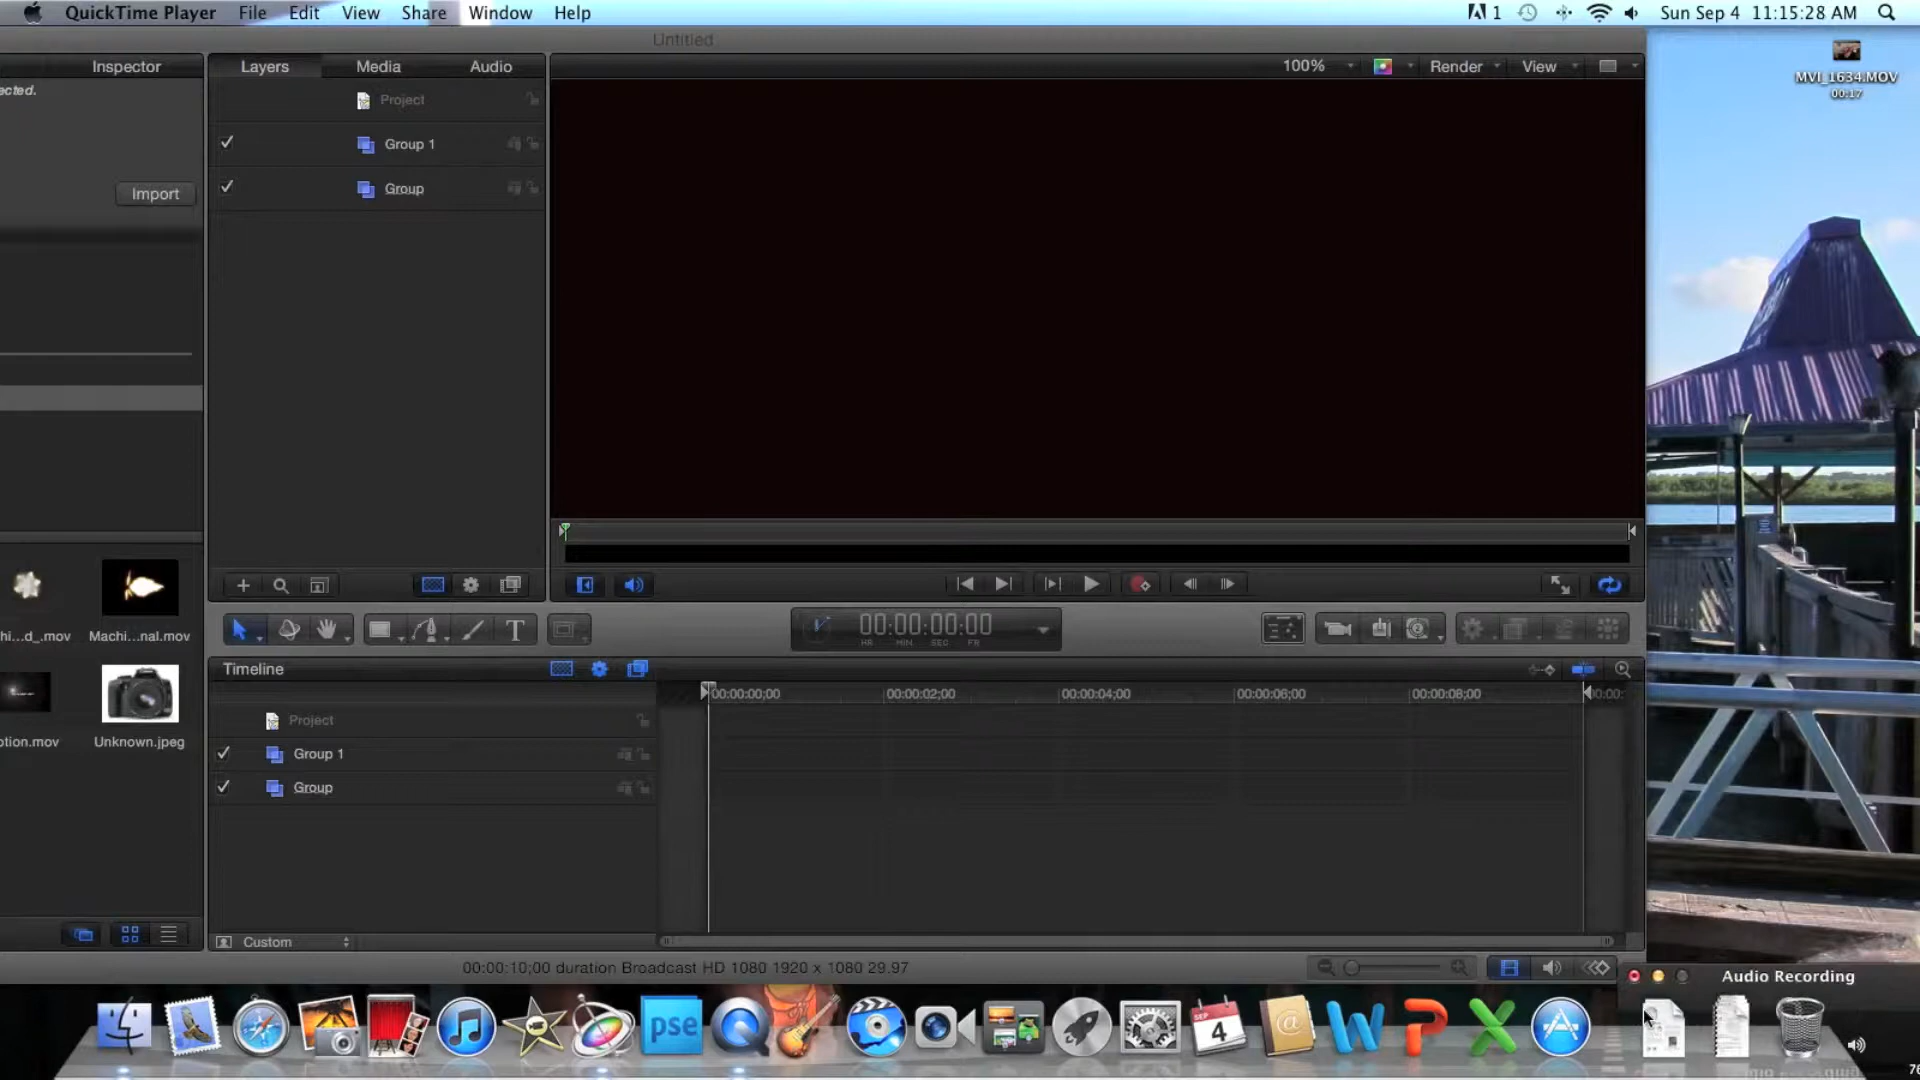 QuickTime Player File Edit View Share Window Help
1 Sun Sep 4 11:15:28 AM
Untitled
Inspector Layers Media Audio 100% Render View
ected.
Project
Group 1
Group
Import
MVI_1634.MOV
00:17
hi...d_.mov Machi...nal.mov
otion.mov Unknown.jpeg
T 00:00:00:00
HR MIN SEC FR
Timeline
00:00:00;00 00:00:02;00 00:00:04;00 00:00:06;00 00:00:08;00 00:00:
Project
Group 1
Group
Custom
00:00:10;00 duration Broadcast HD 1080 1920 x 1080 29.97
Audio Recording
pse
SEP
4
@
W P X